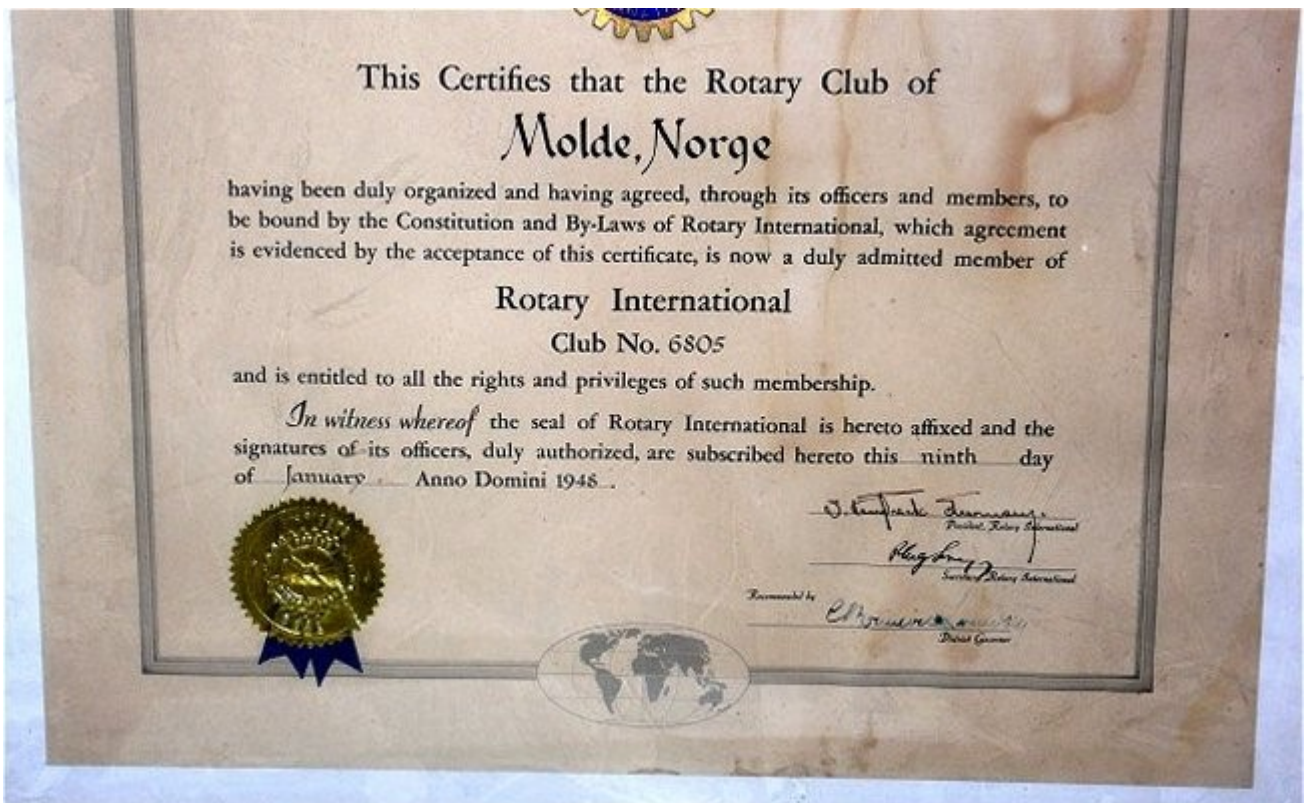 This Certifies that the Rotary Club of
Molde, Norge
having been duly organized and having agreed, through its officers and members, to
be bound by the Constitution and By-Laws of Rotary International, which agreement
is evidenced by the acceptance of this certificate, is now a duly admitted member of
Rotary International
Club No. 6805
and is entitled to all the rights and privileges of such membership.
In witness whereof the seal of Rotary International is hereto affixed and the
signatures of its officers, duly authorized, are subscribed hereto this ninth day
of January Anno Domini 1948.
President, Rotary International
Secretary Rotary International
Recommended by
District Governor